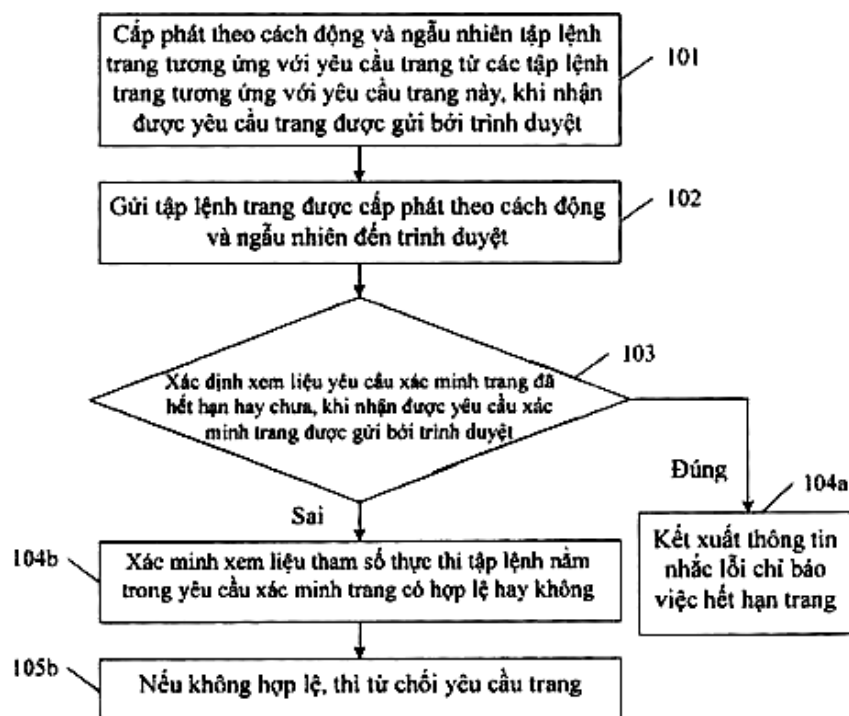 Cấp phát theo cách động và ngẫu nhiên tập lệnh
trang tương ứng với yêu cầu trang từ các tập lệnh
trang tương ứng với yêu cầu trang này, khi nhận
được yêu cầu trang được gửi bởi trình duyệt
101
Gửi tập lệnh trang được cấp phát theo cách động
và ngẫu nhiên đến trình duyệt
102
103
Xác định xem liệu yêu cầu xác minh trang đã
hết hạn hay chưa, khi nhận được yêu cầu xác
minh trang được gửi bởi trình duyệt
Đúng
104a
Sai
Kết xuất thông tin
nhắc lỗi chỉ báo
việc hết hạn trang
104b
Xác minh xem liệu tham số thực thi tập lệnh nằm
trong yêu cầu xác minh trang có hợp lệ hay không
105b
Nếu không hợp lệ, thì từ chối yêu cầu trang